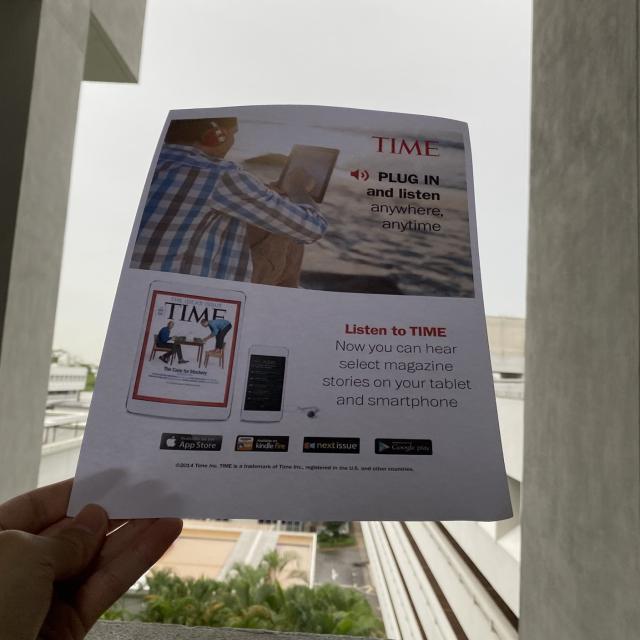 TIME
PLUG IN
and listen
anywhere,
anytime
TIME
The Case for Mockery
Listen to TIME
Now you can hear
select magazine
stories on your tablet
and smartphone
App Store
kindle fire
next issue
Google play
©2014 Time Inc. TIME is a trademark of Time Inc., registered in the U.S. and other countries.